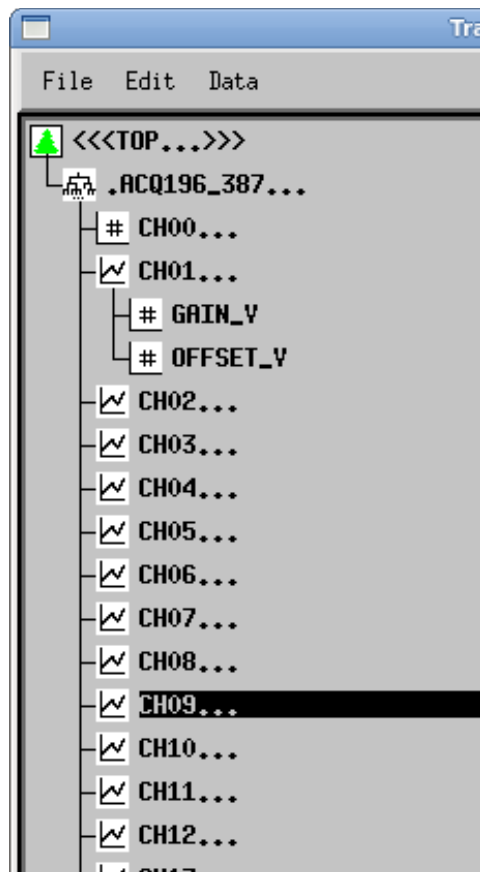 Tra
File Edit Data
<<<TOP...>>>
.ACQ196_387...
# CH00...
CH01...
# GAIN_V
# OFFSET_V
CH02...
CH03...
CH04...
CH05...
CH06...
CH07...
CH08...
CH09...
CH10...
CH11...
CH12...